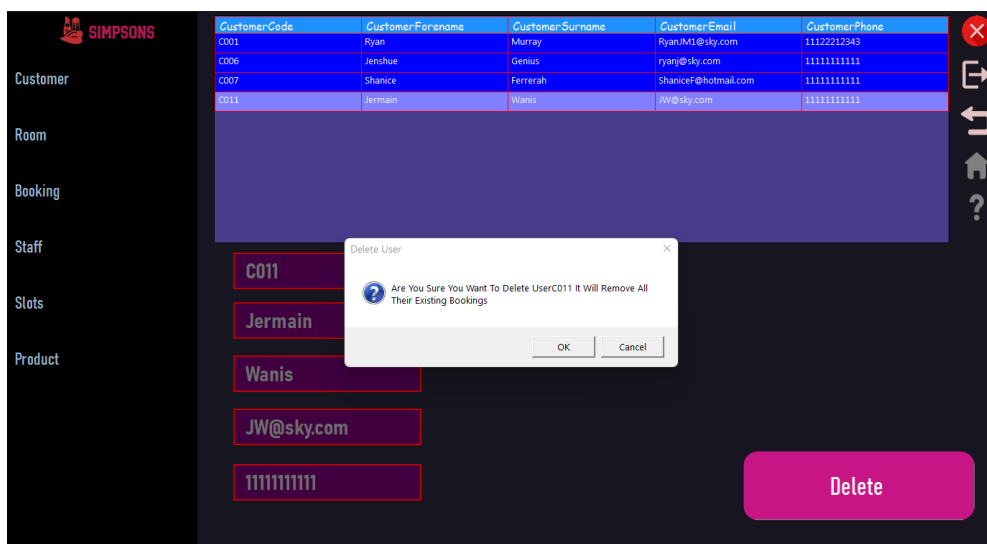 SIMPSONS
Customer
Room
Booking
Staff
Slots
Product
CustomerCode CustomerForename CustomerSurname CustomerEmail CustomerPhone
C001 Ryan Murray RyanJM1@sky.com 11122212343
C006 Jenshue Genius ryanj@sky.com 11111111111
C007 Shanice Ferrerah ShaniceF@hotmail.com 11111111111
C011 Jermain Wanis JW@sky.com 11111111111
Delete User
Are You Sure You Want To Delete UserC011 It Will Remove All
Their Existing Bookings
OK Cancel
C011
Jermain
Wanis
JW@sky.com
11111111111
Delete